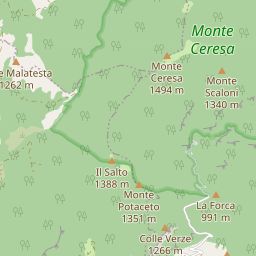 Monte
Ceresa
Monte
Ceresa
1494 m
e Malatesta
1262 m
Monte
Scaloni
1340 m
Il Salto
1388 m
Monte
Potaceto
1351 m
La Forca
991 m
Colle Verze
1266 m